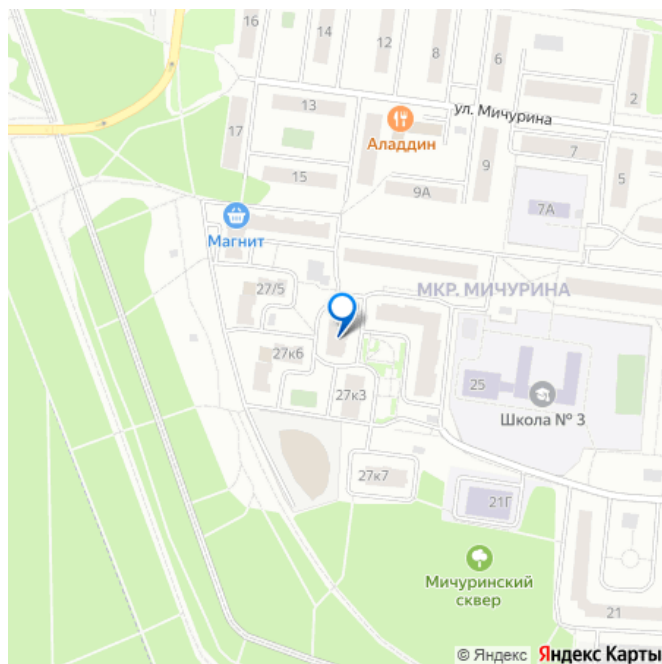 16
14
12
8
6
2
13
17
ул. Мичурина
Аладдин
7
5
15
9
9А
7А
Магнит
27/5
МКР. МИЧУРИНА
27к6
25
27к3
Школа № 3
27к7
21Г
Мичуринский
сквер
21
© Яндекс Яндекс Карты